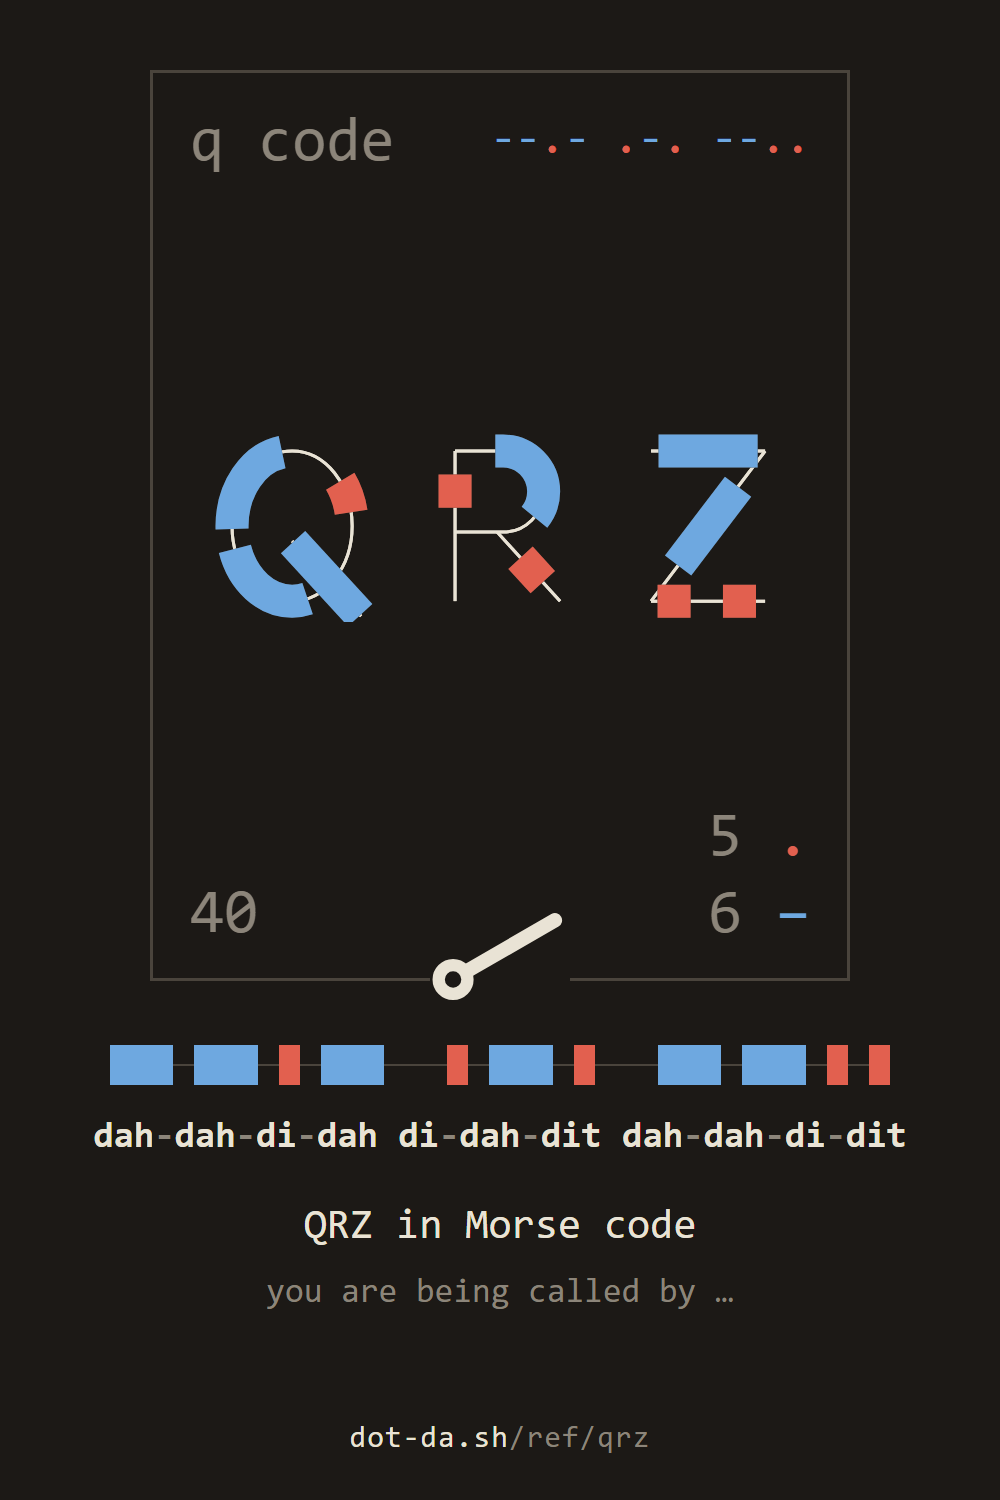 q code --.- .-. --..
QRZ
5 .
40 6 -
dah-dah-di-dah di-dah-dit dah-dah-di-dit
QRZ in Morse code
you are being called by …
dot-da.sh/ref/qrz